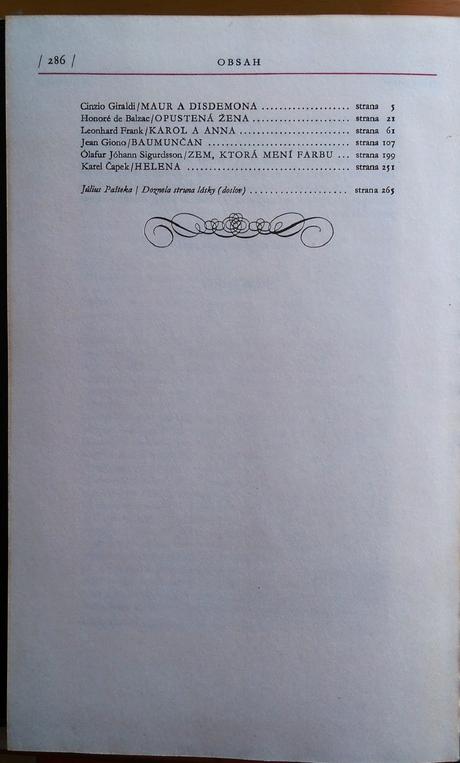 / 286 / OBSAH
Cinzio Giraldi/MAUR A DISDEMONA .................... strana 5
Honoré de Balzac/OPUSTENÁ ŽENA ...................... strana 21
Leonhard Frank/KAROL A ANNA ......................... strana 61
Jean Giono/BAUMUNČAN ................................ strana 107
Ólafur Jóhann Sigurdsson/ZEM, KTORÁ MENÍ FARBU ... strana 199
Karel Čapek/HELENA .................................... strana 251
Július Pašteka | Doznela struna lásky (doslov) ...................... strana 265